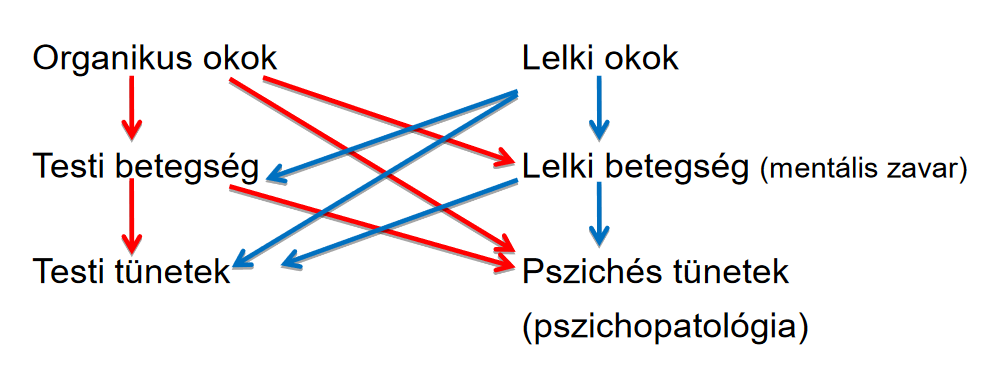 Organikus okok
Lelki okok
Testi betegség
Lelki betegség (mentális zavar)
Testi tünetek
Pszichés tünetek
(pszichopatológia)